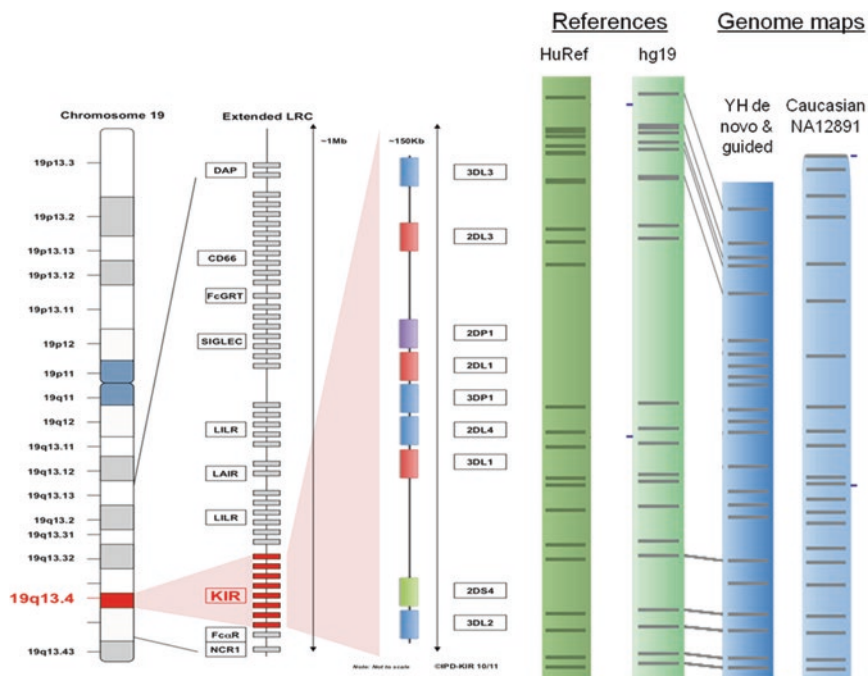 References
Genome maps
HuRef
hg19
YH de
novo &
guided
Caucasian
NA12891
Chromosome 19
Extended LRC
~1Mb
~150Kb
19p13.3
19p13.2
19p13.13
19p13.12
19p13.11
19p12
19p11
19q11
19q12
19q13.11
19q13.12
19q13.13
19q13.2
19q13.31
19q13.32
19q13.4
19q13.43
DAP
CD66
FcGRT
SIGLEC
LILR
LAIR
LILR
KIR
FcαR
NCR1
3DL3
2DL3
2DP1
2DL1
3DP1
2DL4
3DL1
2DS4
3DL2
Note: Not to scale
©IPD-KIR 10/11